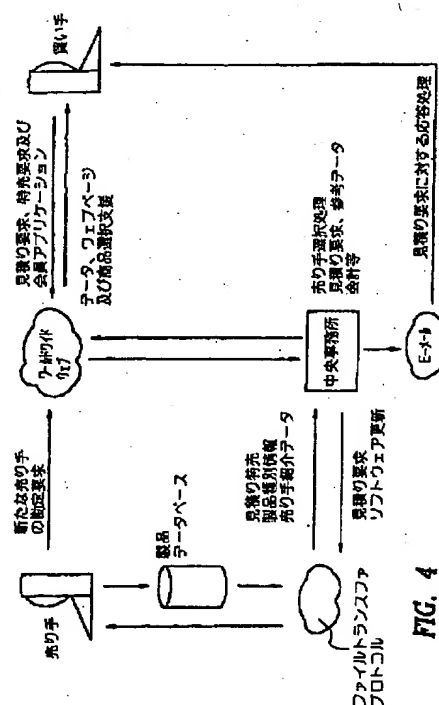 売り手
新たな売り手
の勘定要求
ワールドワイド
ウェブ
見積り要求、特売要求及び
会員アプリケーション
データ、ウェブページ
及び商品選択支援
買い手
製品
データベース
見積り特売
製品種別情報
売り手紹介データ
売り手選択処理
見積り要求、参考データ
会計等
中央事務所
見積り要求
ソフトウェア更新
ファイルトランスファ
プロトコル
E-メール
見積り要求に対する応答処理
FIG. 4